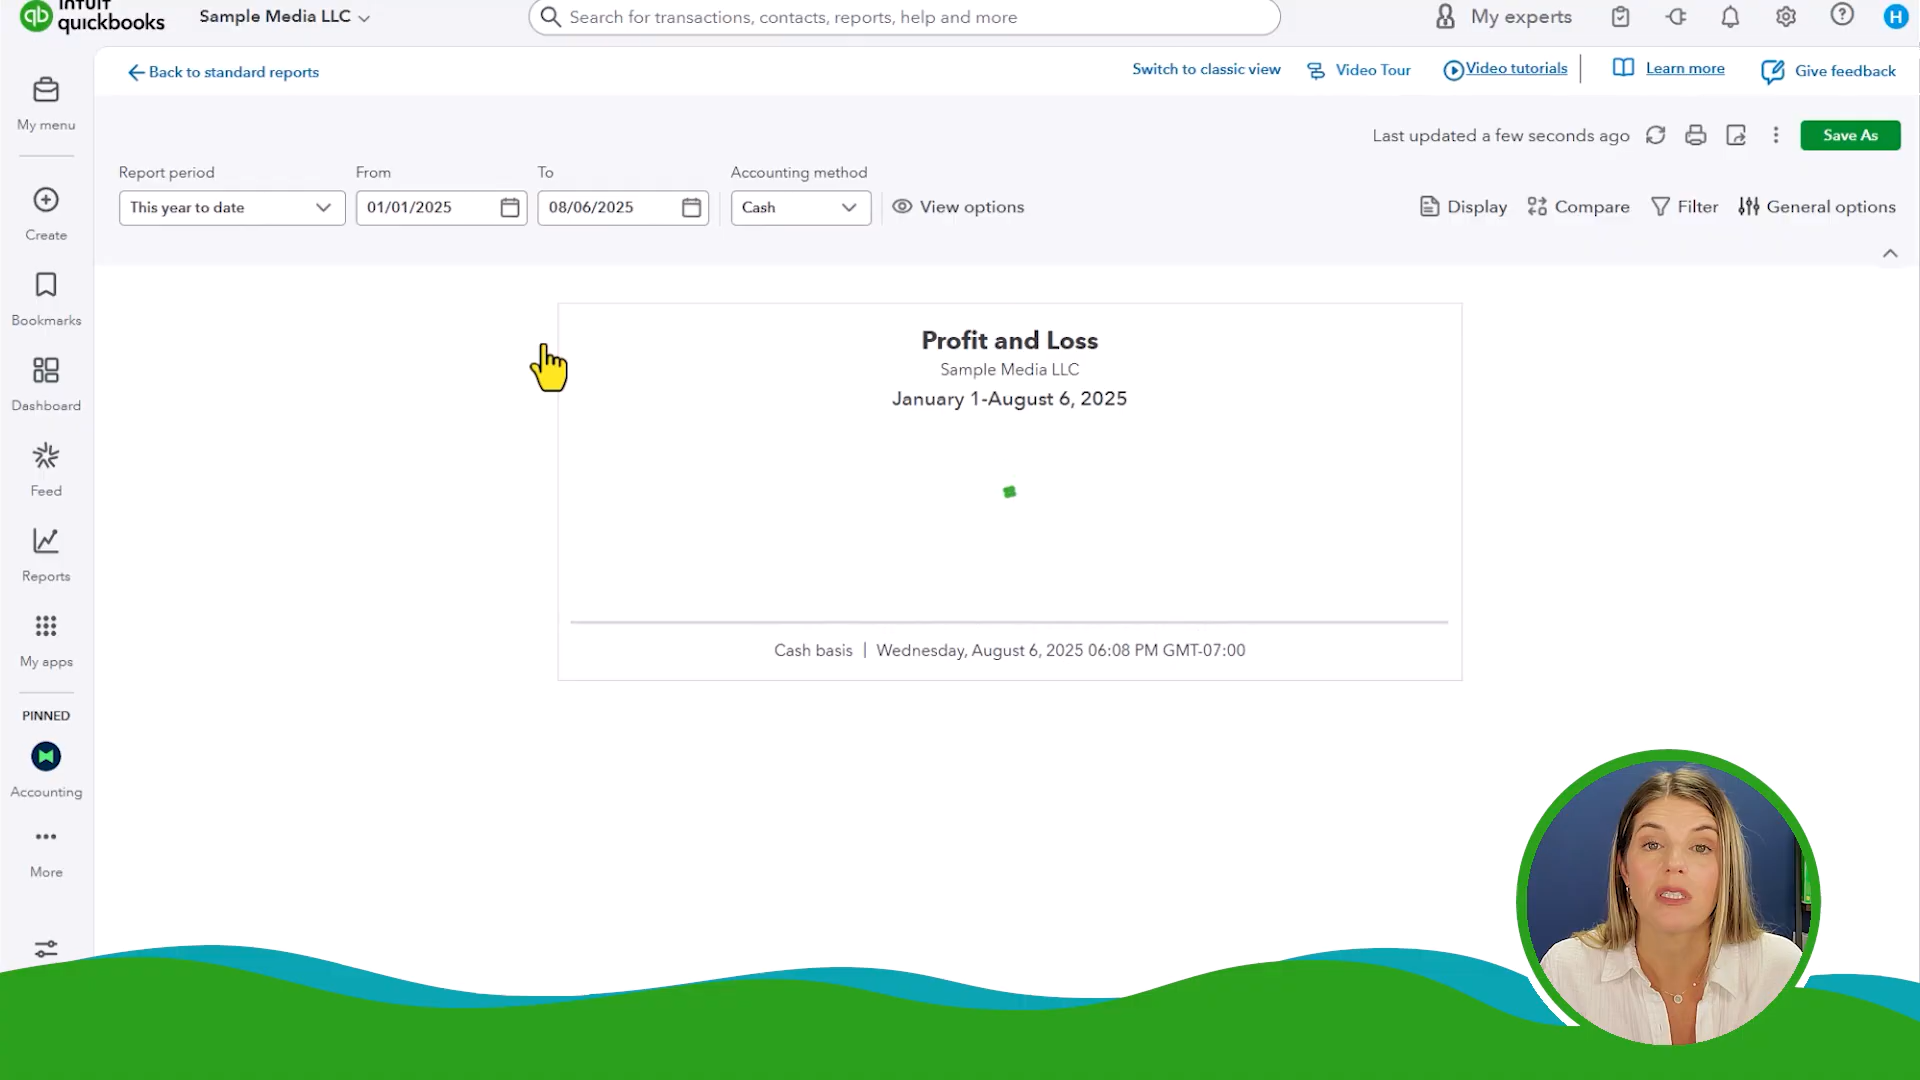 INTUIT
quickbooks
Sample Media LLC
Search for transactions, contacts, reports, help and more
My experts
H
Back to standard reports
Switch to classic view
Video Tour
Video tutorials
Learn more
Give feedback
My menu
Last updated a few seconds ago
Save As
Report period
From
To
Accounting method
This year to date
01/01/2025
08/06/2025
Cash
View options
Display
Compare
Filter
General options
Create
Bookmarks
Dashboard
Feed
Reports
My apps
PINNED
Accounting
More
Profit and Loss
Sample Media LLC
January 1-August 6, 2025
Cash basis | Wednesday, August 6, 2025 06:08 PM GMT-07:00